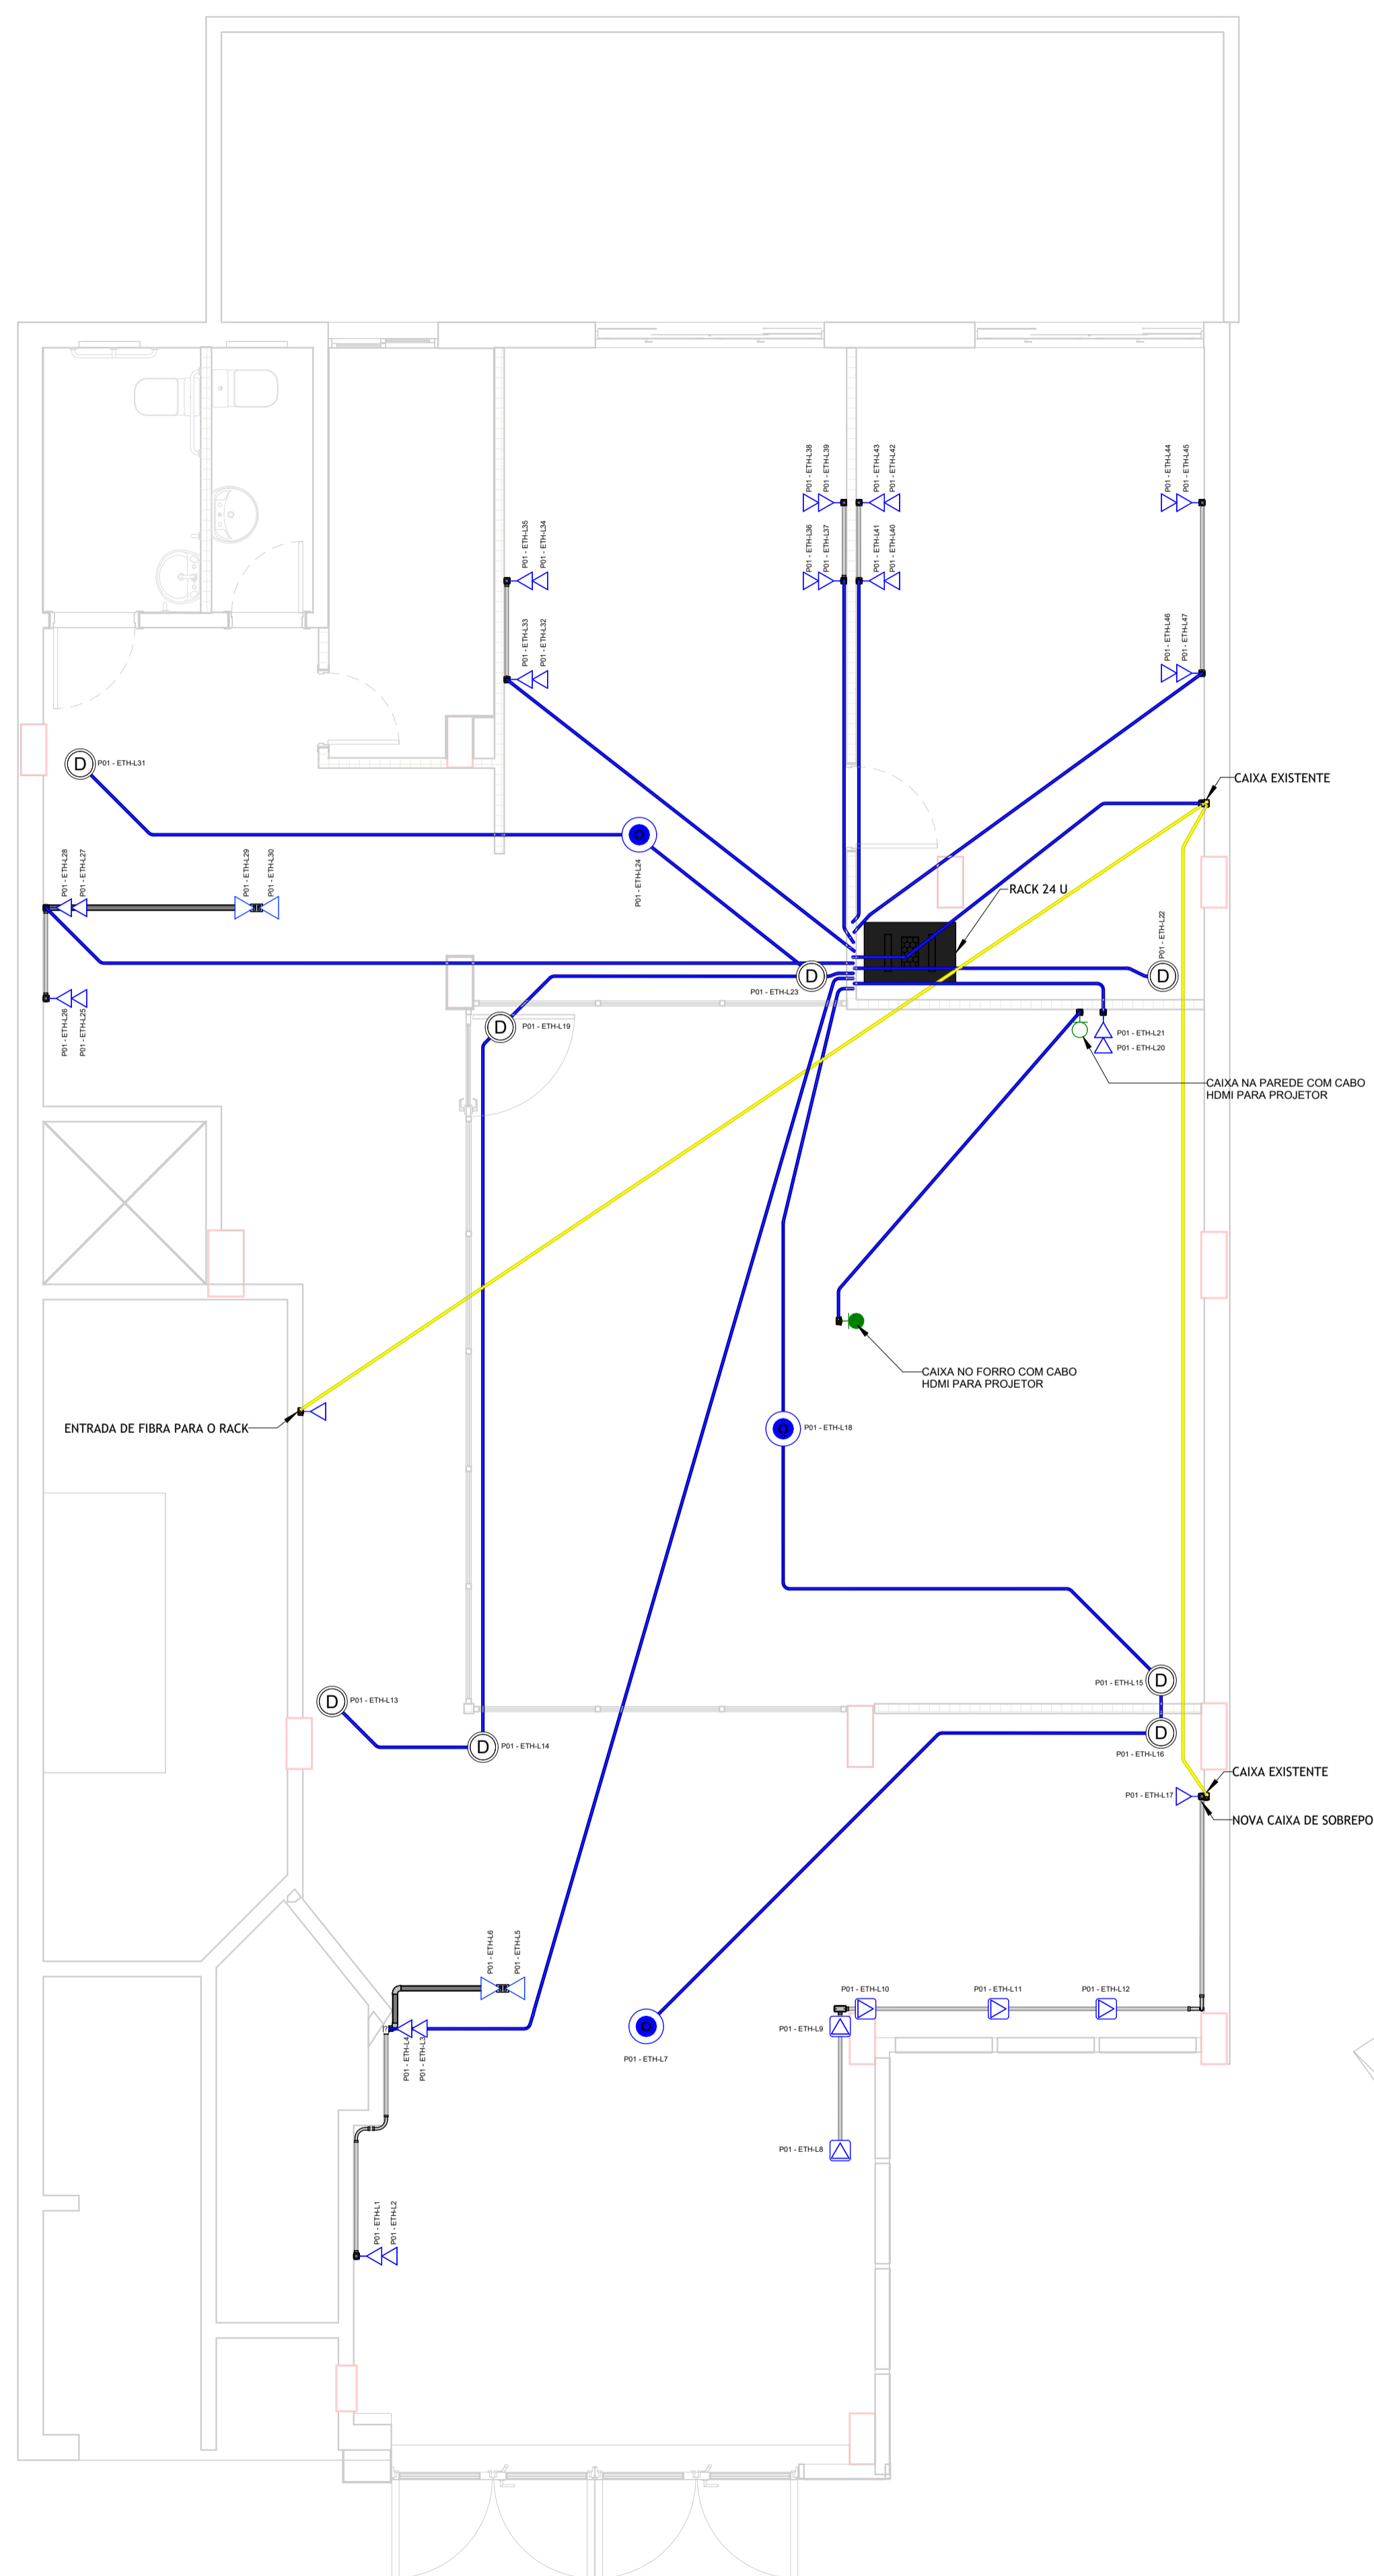 P01 - ETH-L38
P01 - ETH-L39
P01 - ETH-L43
P01 - ETH-L42
P01 - ETH-L44
P01 - ETH-L45
P01 - ETH-L35
P01 - ETH-L34
P01 - ETH-L36
P01 - ETH-L37
P01 - ETH-L41
P01 - ETH-L40
P01 - ETH-L33
P01 - ETH-L32
P01 - ETH-L46
P01 - ETH-L47
D
P01 - ETH-L31
CAIXA EXISTENTE
P01 - ETH-L24
P01 - ETH-L28
P01 - ETH-L27
P01 - ETH-L29
P01 - ETH-L30
RACK 24 U
P01 - ETH-L22
D
D
P01 - ETH-L23
P01 - ETH-L26
P01 - ETH-L25
D
P01 - ETH-L19
P01 - ETH-L21
P01 - ETH-L20
CAIXA NA PAREDE COM CABO
HDMI PARA PROJETOR
CAIXA NO FORRO COM CABO
HDMI PARA PROJETOR
ENTRADA DE FIBRA PARA O RACK
P01 - ETH-L18
P01 - ETH-L15
D
D
P01 - ETH-L13
D
P01 - ETH-L14
D
P01 - ETH-L16
CAIXA EXISTENTE
P01 - ETH-L17
NOVA CAIXA DE SOBREPO
P01 - ETH-L6
P01 - ETH-L5
P01 - ETH-L10
P01 - ETH-L11
P01 - ETH-L12
P01 - ETH-L9
P01 - ETH-L4
P01 - ETH-L3
P01 - ETH-L7
P01 - ETH-L8
P01 - ETH-L1
P01 - ETH-L2